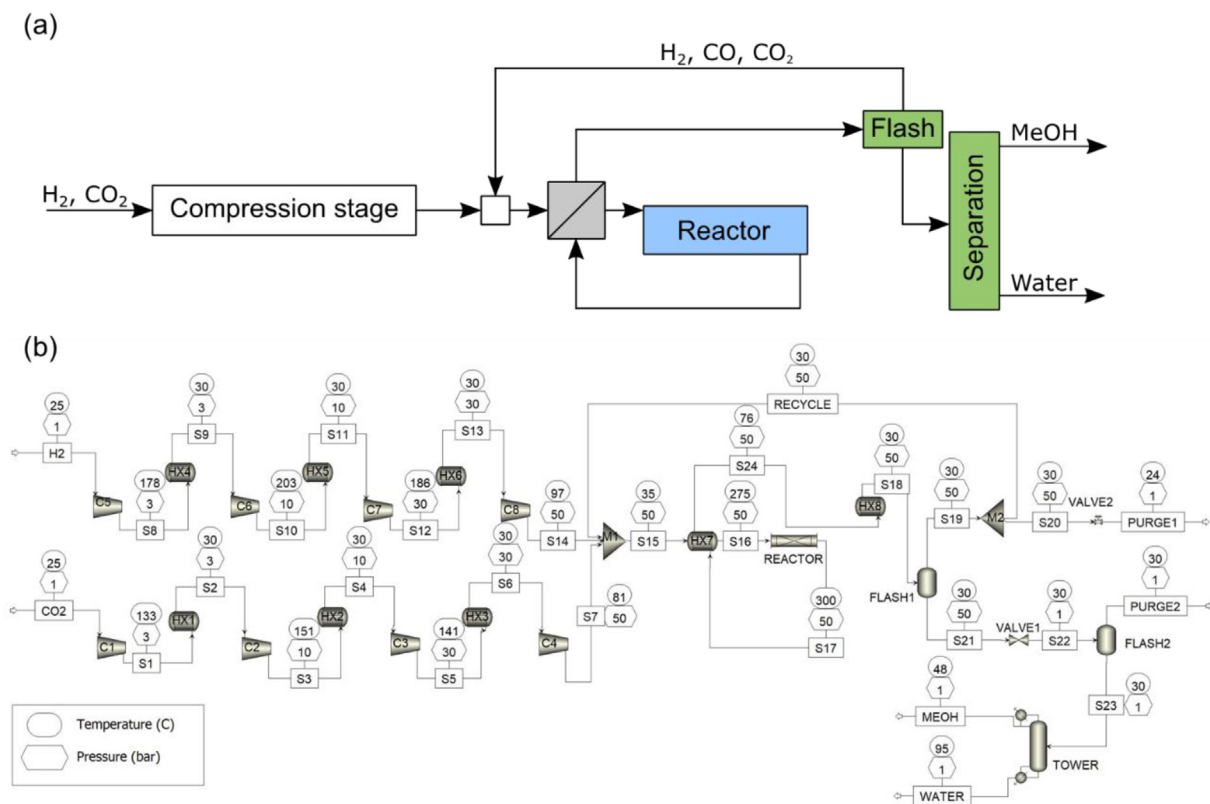 (a)
H₂, CO, CO₂
Flash
MeOH
H₂, CO₂
Compression stage
Reactor
Separation
Water
(b)
25
1
H2
C5
178
3
S8
HX4
30
3
S9
C6
203
10
S10
HX5
30
10
S11
C7
186
30
S12
HX6
30
30
S13
C8
97
50
S14
25
1
CO2
C1
133
3
S1
HX1
30
3
S2
C2
151
10
S3
HX2
30
10
S4
C3
141
30
S5
HX3
30
30
S6
C4
S7
81
50
M1
35
50
S15
HX7
275
50
S16
REACTOR
300
50
S17
76
50
S24
30
50
RECYCLE
HX8
30
50
S18
FLASH1
30
50
S19
M2
30
50
S20
VALVE2
24
1
PURGE1
30
50
S21
VALVE1
30
1
S22
30
1
PURGE2
FLASH2
S23
30
1
48
1
MEOH
TOWER
95
1
WATER
Temperature (C)
Pressure (bar)